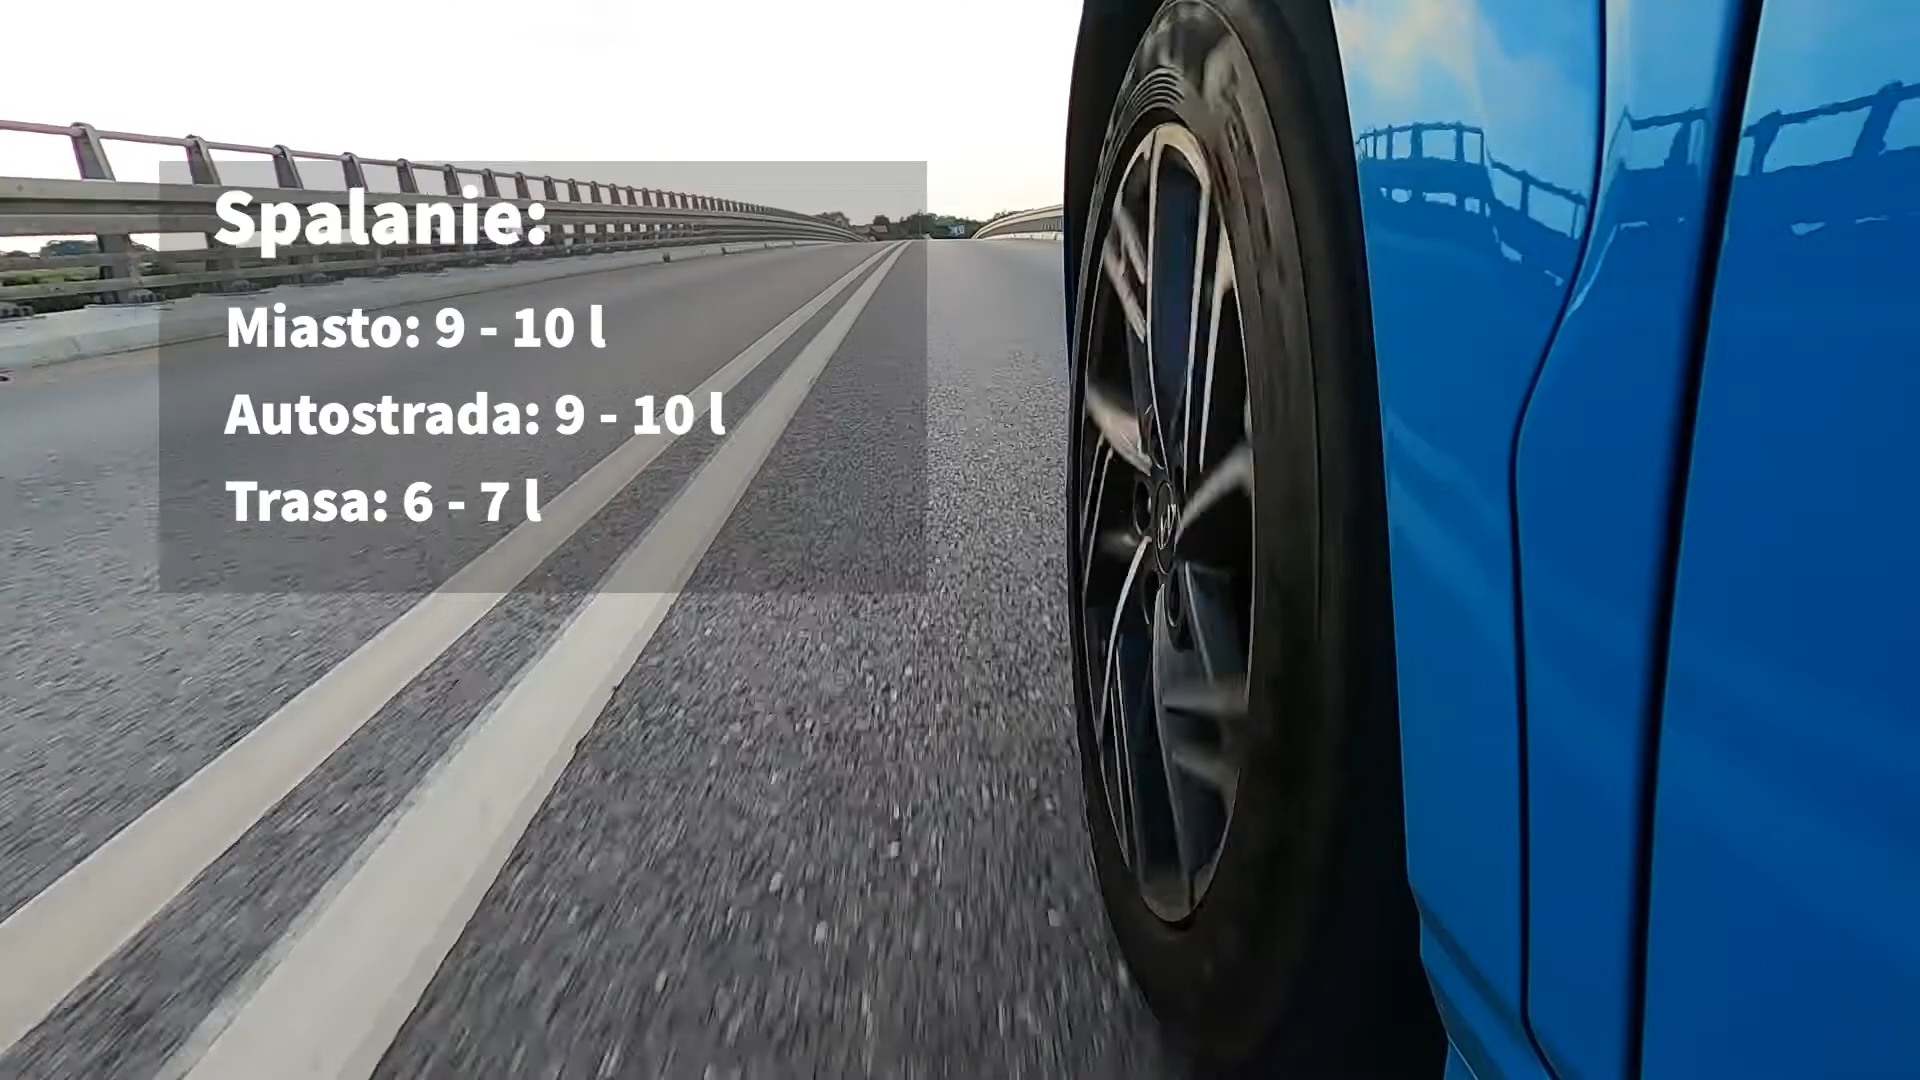 Spalanie:
Miasto: 9 - 10 l
Autostrada: 9 - 10 l
Trasa: 6 - 7 l